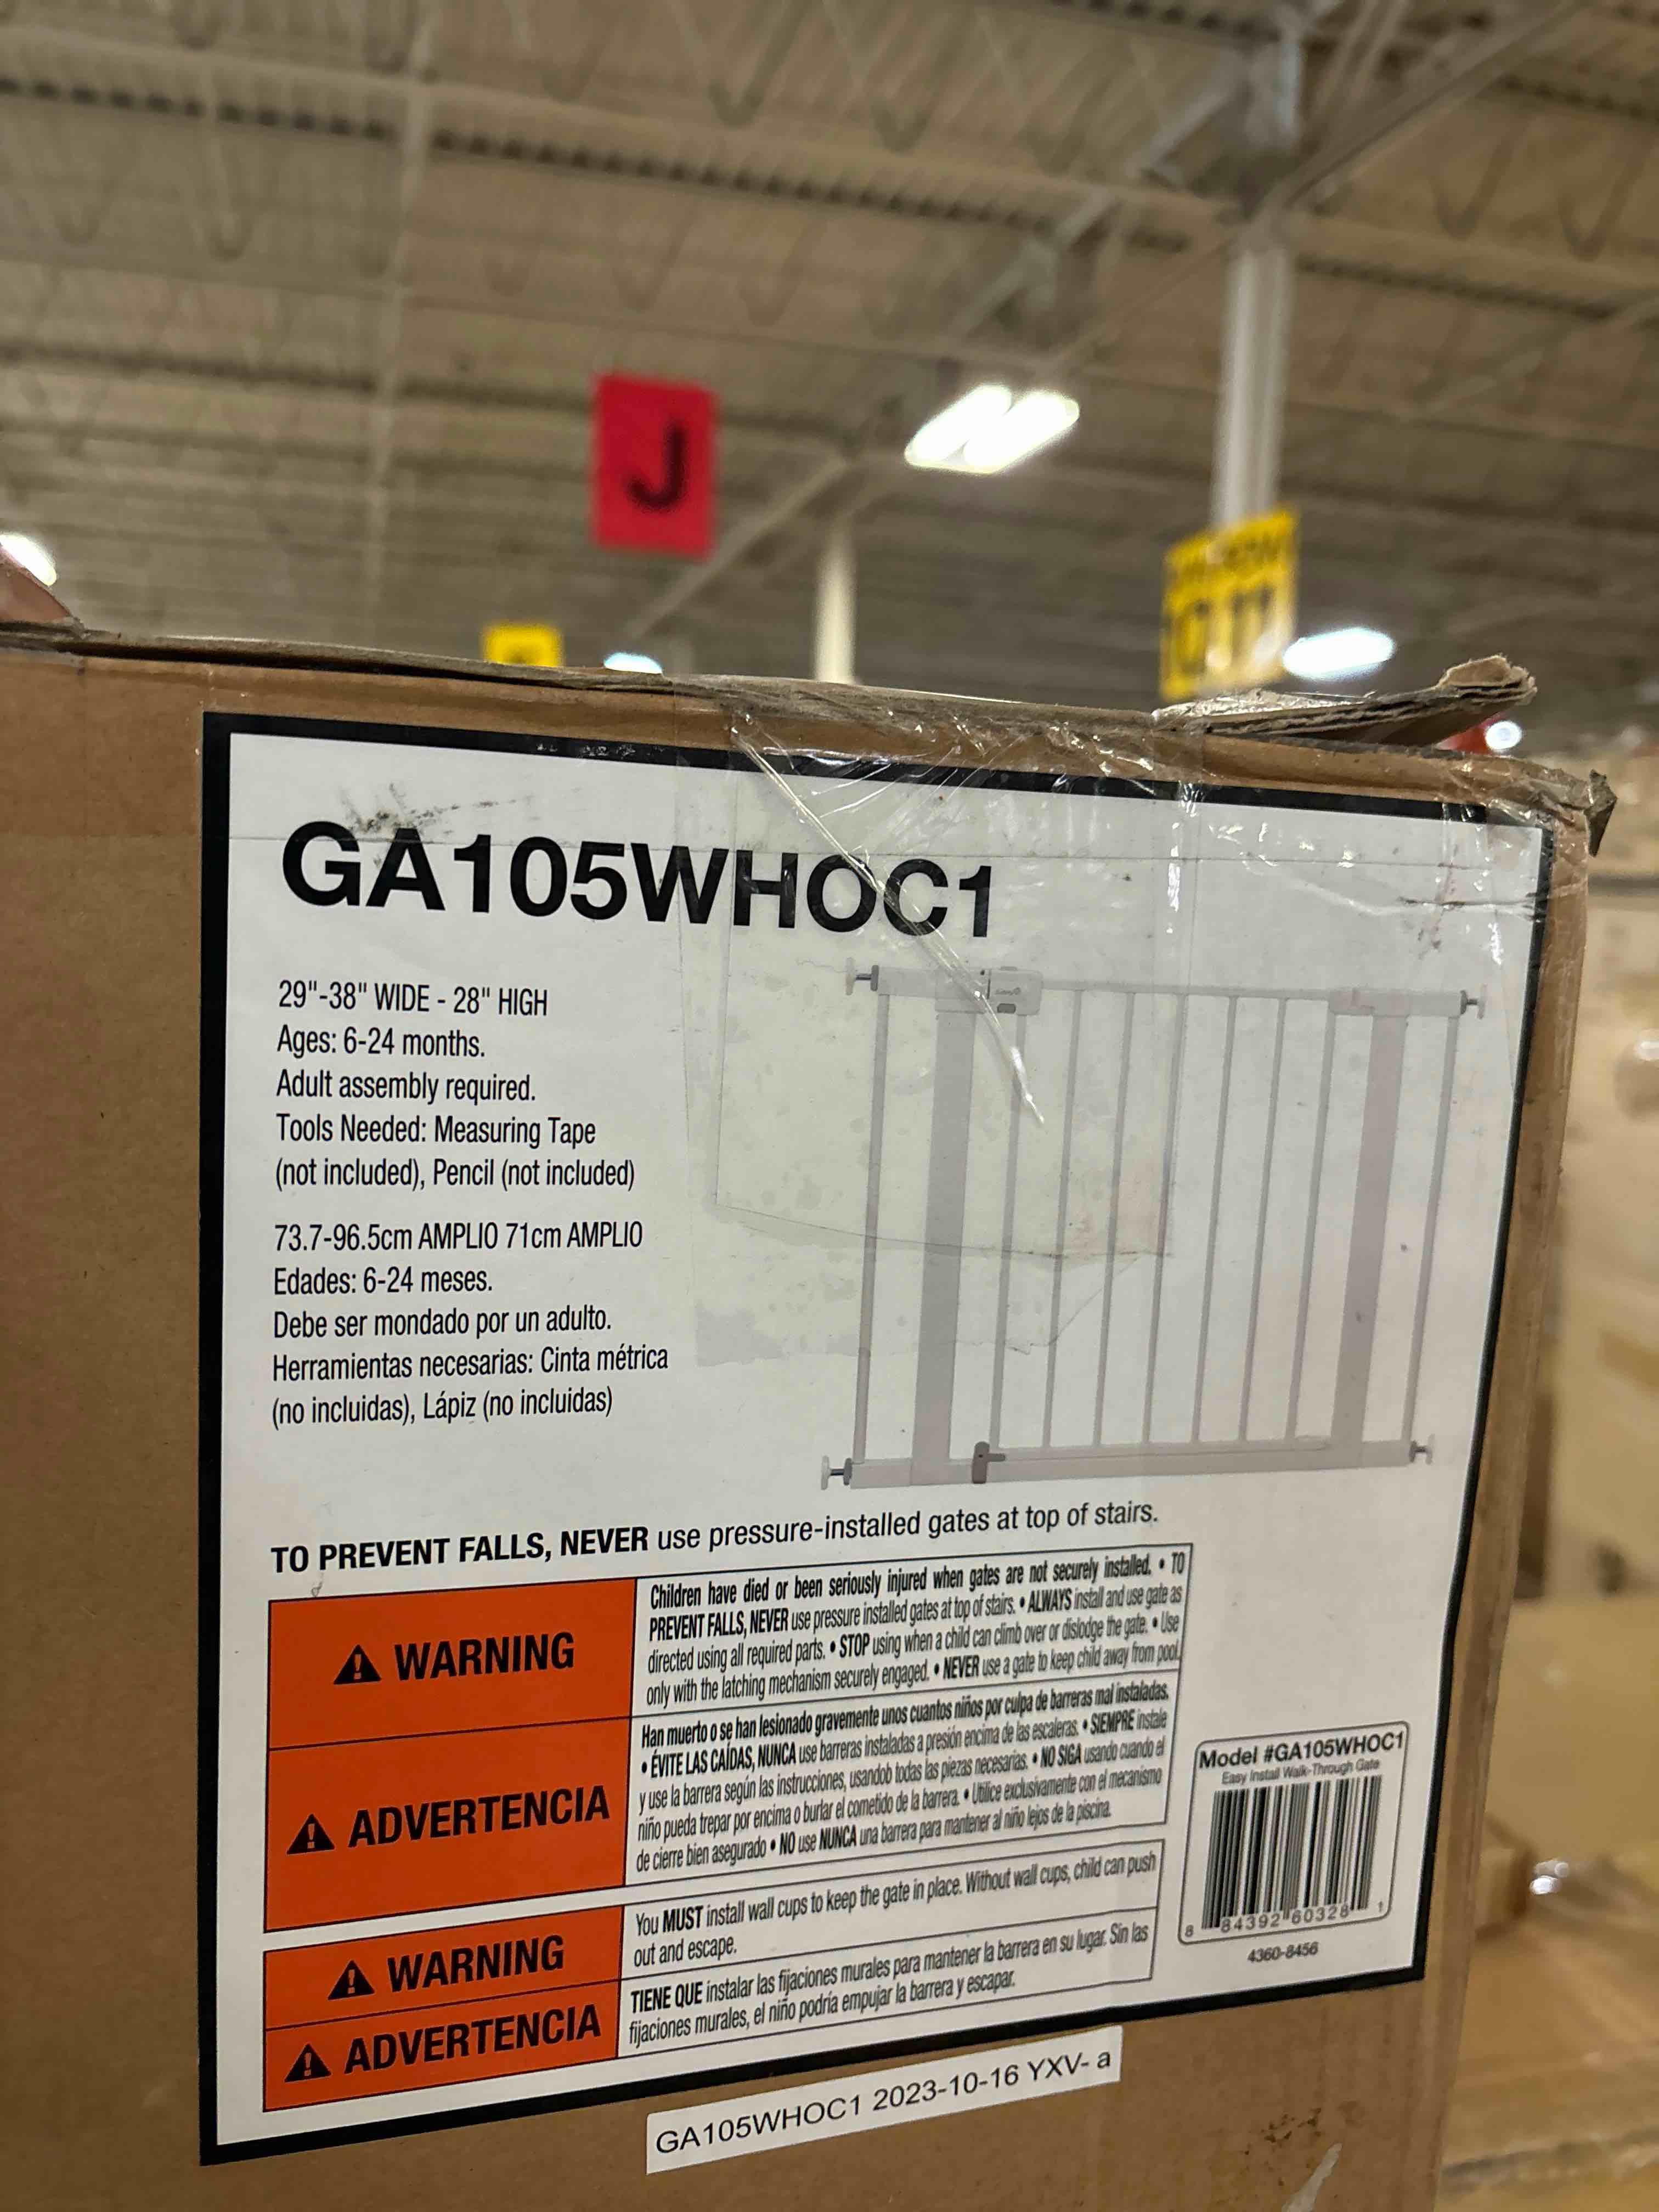 J
GA105WHOC1
29"-38" WIDE - 28" HIGH
Ages: 6-24 months.
Adult assembly required.
Tools Needed: Measuring Tape
(not included), Pencil (not included)
73.7-96.5cm AMPLIO 71cm AMPLIO
Edades: 6-24 meses.
Debe ser mondado por un adulto.
Herramientas necesarias: Cinta métrica
(no incluidas), Lápiz (no incluidas)
TO PREVENT FALLS, NEVER use pressure-installed gates at top of stairs.
WARNING
Children have died or been seriously injured when gates are not securely installed. • TO
PREVENT FALLS, NEVER use pressure installed gates at top of stairs. • ALWAYS install and use gate as
directed using all required parts. • STOP using when a child can climb over or dislodge the gate. • Use
only with the latching mechanism securely engaged. • NEVER use a gate to keep child away from pool.
ADVERTENCIA
Han muerto o se han lesionado gravemente unos cuantos niños por culpa de barreras mal instaladas.
• ÉVITE LAS CAÍDAS, NUNCA use barreras instaladas a presión encima de las escaleras. • SIEMPRE instale
y use la barrera según las instrucciones, usandob todas las piezas necesarias. • NO SIGA usando cuando el
niño pueda trepar por encima o burlar el cometido de la barrera. • Utilice exclusivamente con el mecanismo
de cierre bien asegurado • NO use NUNCA una barrera para mantener al niño lejos de la piscina.
WARNING
You MUST install wall cups to keep the gate in place. Without wall cups, child can push
out and escape.
ADVERTENCIA
TIENE QUE instalar las fijaciones murales para mantener la barrera en su lugar. Sin las
fijaciones murales, el niño podría empujar la barrera y escapar.
Model #GA105WHOC1
Easy Install Walk-Through Gate
8 84392 60328 1
4360-8456
GA105WHOC1 2023-10-16 YXV- a